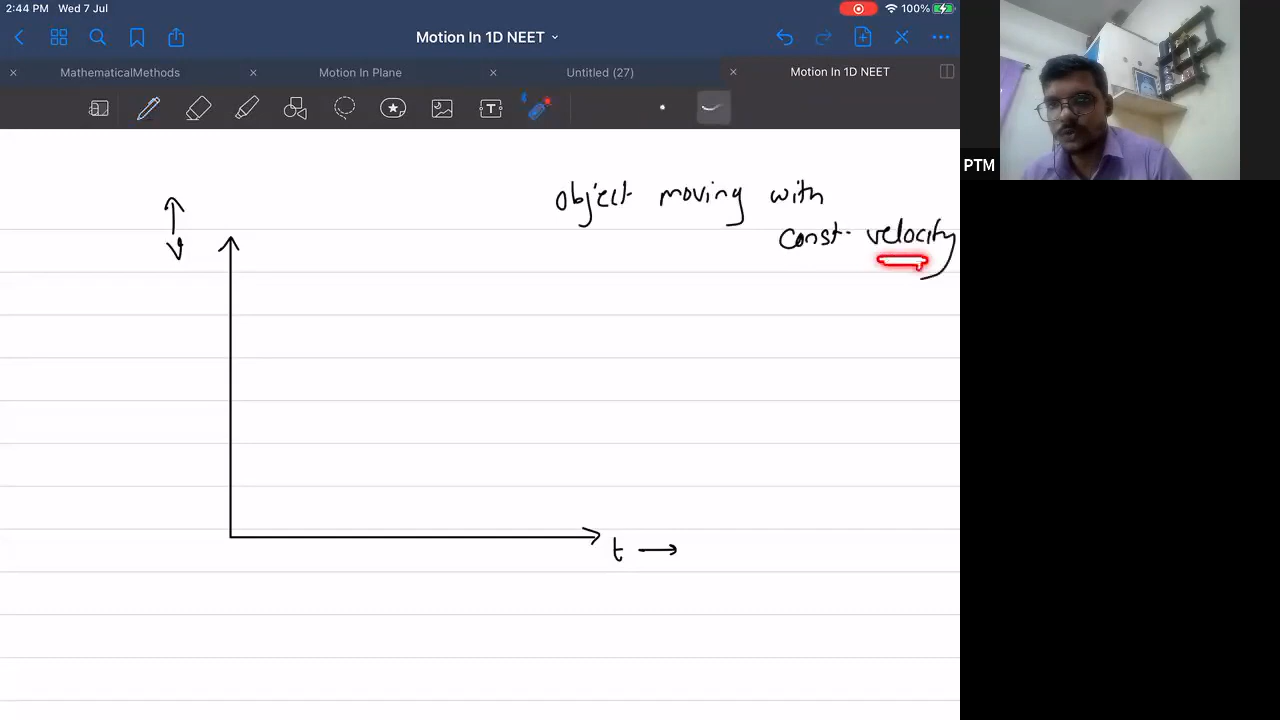 2:44 PM Wed 7 Jul
100%
Motion In 1D NEET
MathematicalMethods
Motion In Plane
Untitled (27)
Motion In 1D NEET
T
PTM
object moving with
const. velocity
v
t